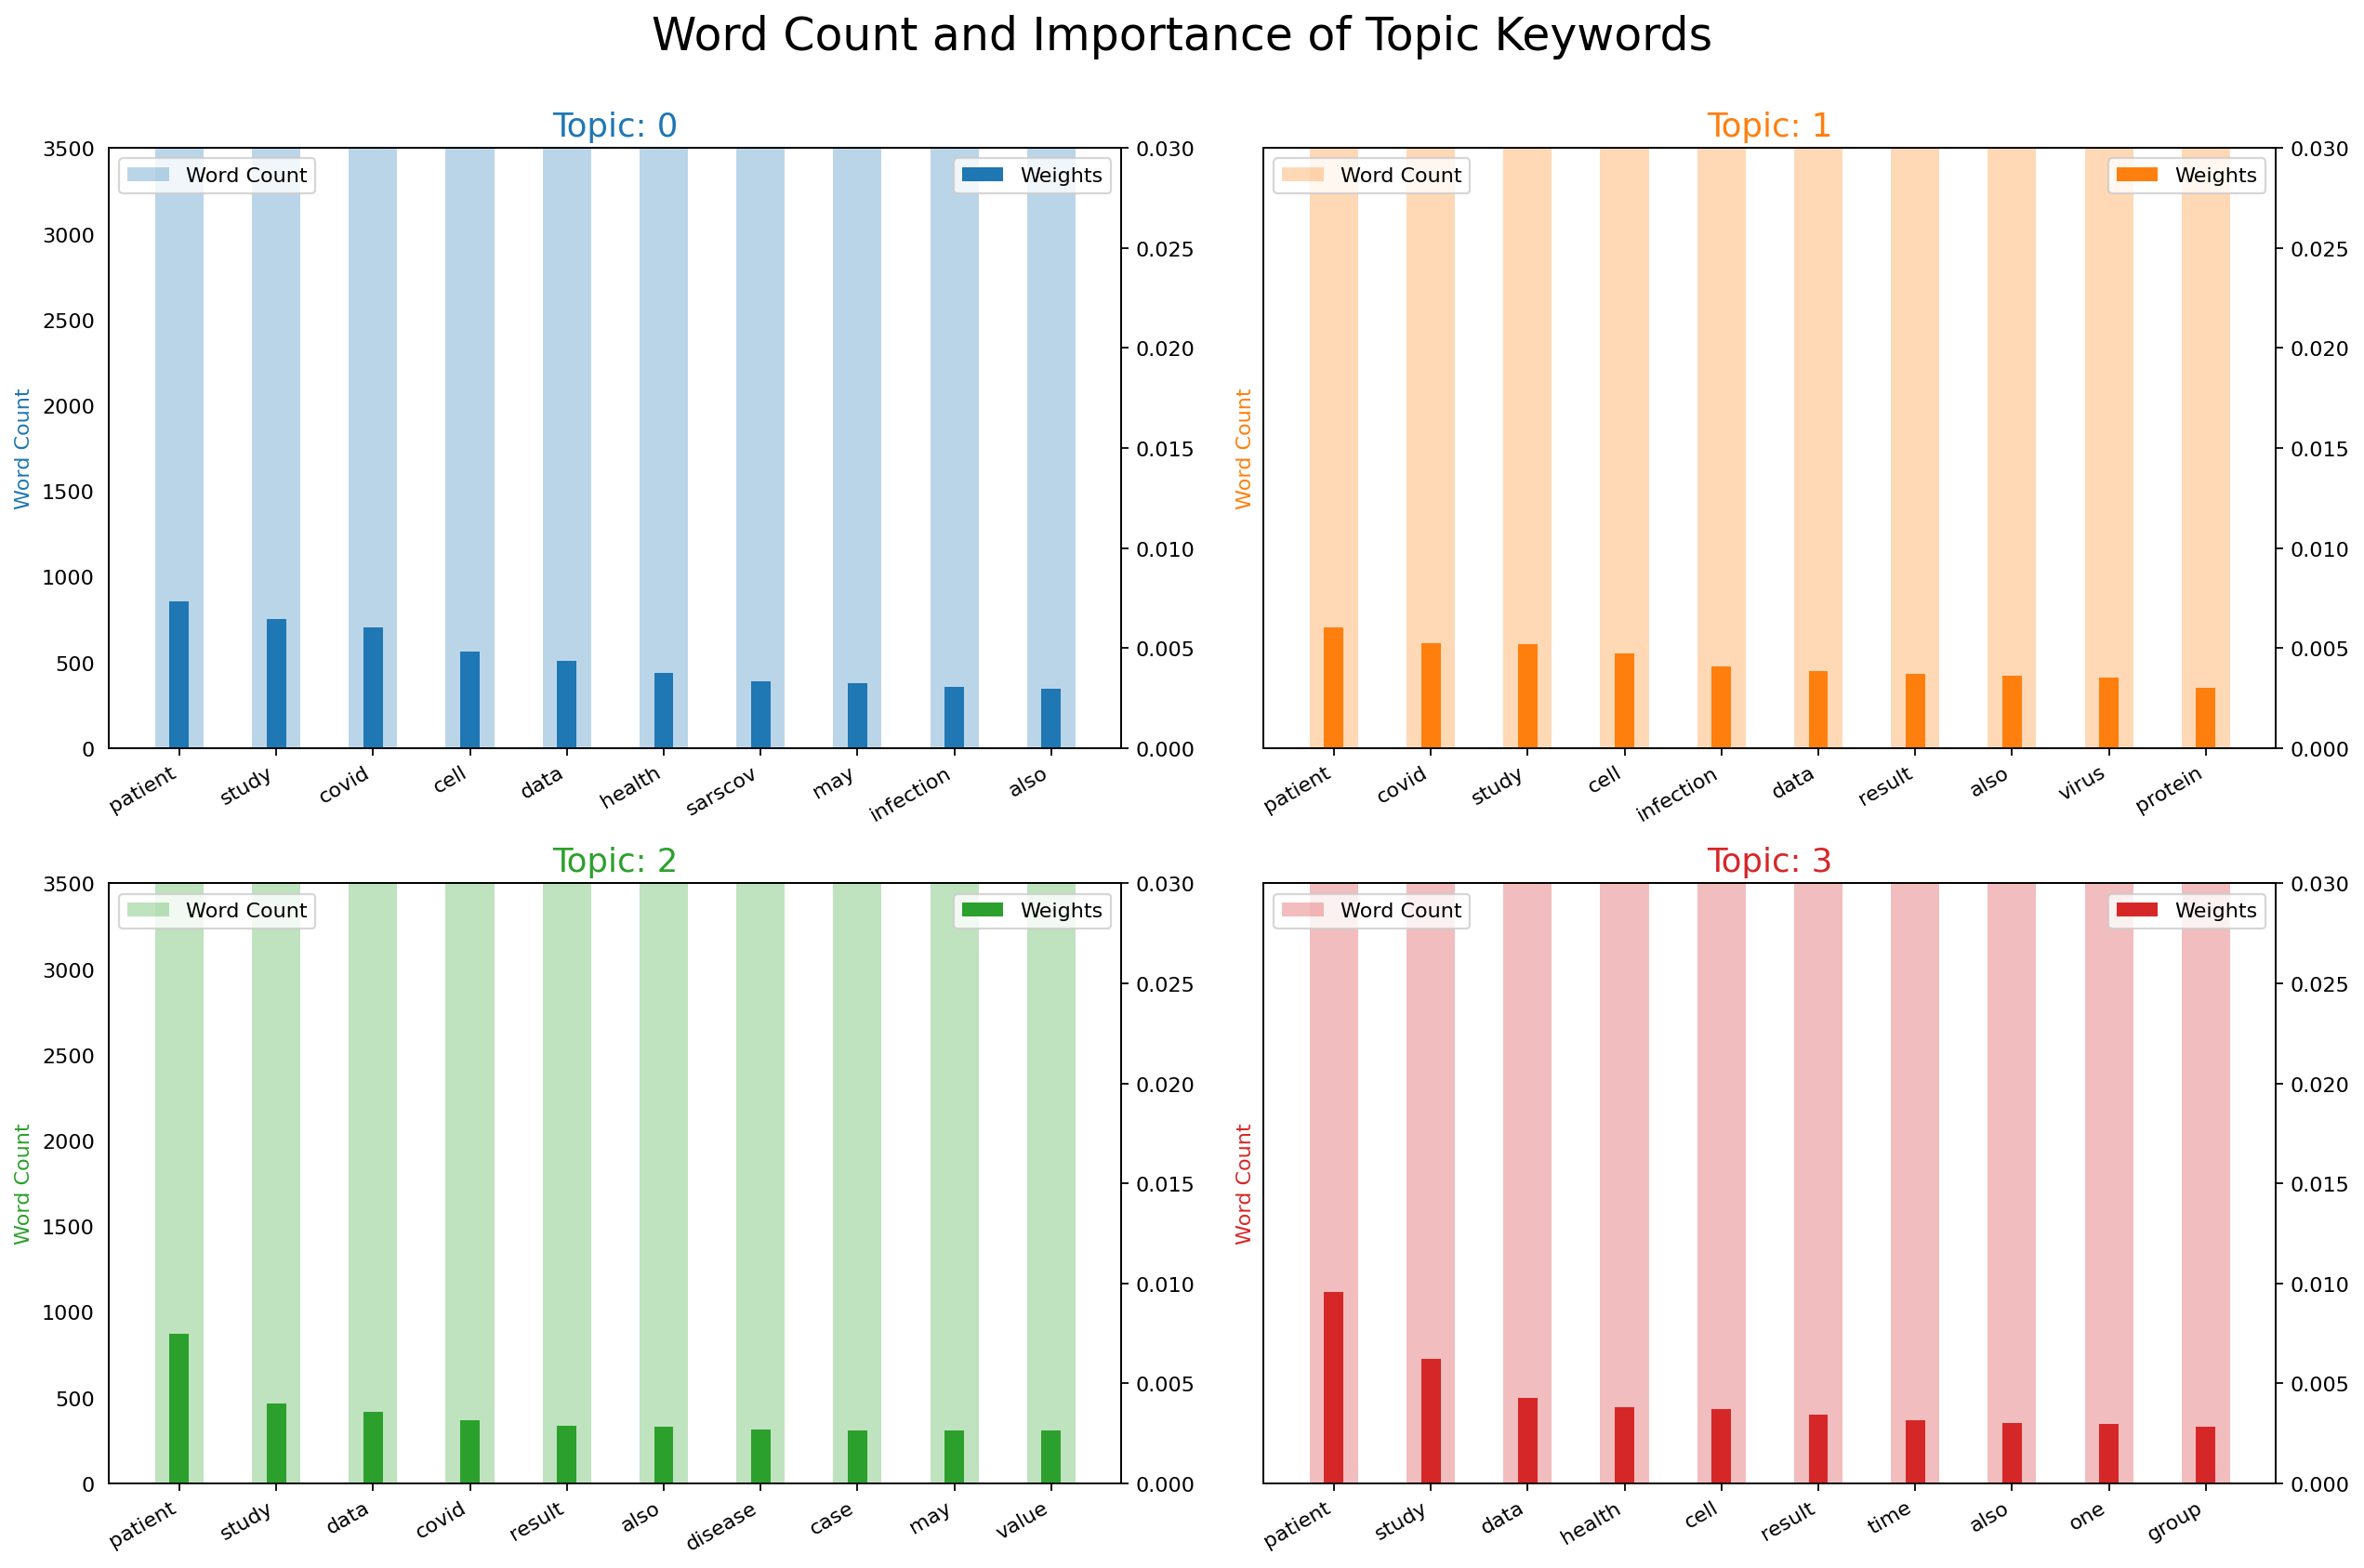 Word Count and Importance of Topic Keywords
Topic: 0
3500
3000
2500
2000
1500
1000
500
0
Word Count
Word Count
Weights
0.030
0.025
0.020
0.015
0.010
0.005
0.000
patient
study
covid
cell
data
health
sarscov
may
infection
also
Topic: 1
Word Count
Word Count
Weights
0.030
0.025
0.020
0.015
0.010
0.005
0.000
patient
covid
study
cell
infection
data
result
also
virus
protein
Topic: 2
3500
3000
2500
2000
1500
1000
500
0
Word Count
Word Count
Weights
0.030
0.025
0.020
0.015
0.010
0.005
0.000
patient
study
data
covid
result
also
disease
case
may
value
Topic: 3
Word Count
Word Count
Weights
0.030
0.025
0.020
0.015
0.010
0.005
0.000
patient
study
data
health
cell
result
time
also
one
group